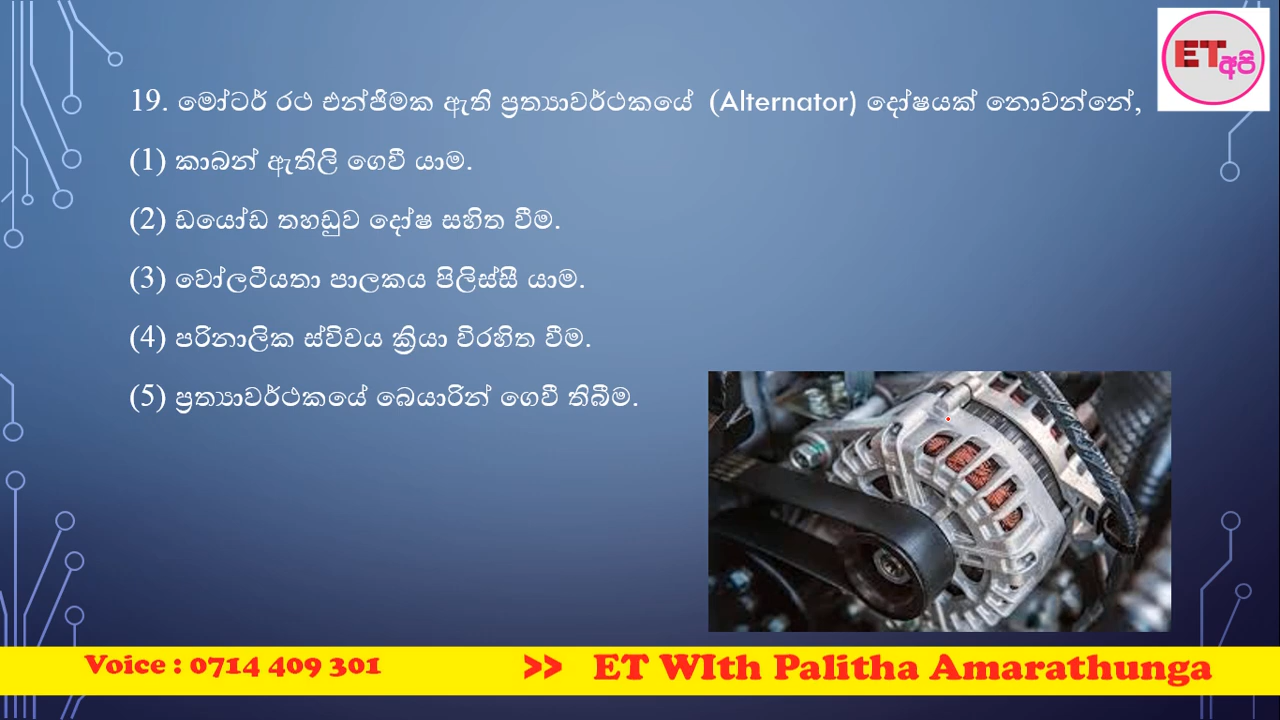 ET
අපි
19. මෝටර් රථ එන්ජිමක ඇති ප්‍රත්‍යාවර්ථකයේ (Alternator) දෝෂයක් නොවන්නේ,
(1) කාබන් ඇතිලි ගෙවී යාම.
(2) ඩයෝඩ තහඩුව දෝෂ සහිත වීම.
(3) වෝලටීයතා පාලකය පිලිස්සී යාම.
(4) පරිනාලික ස්විචය ක්‍රියා විරහිත වීම.
(5) ප්‍රත්‍යාවර්ථකයේ බෙයාරින් ගෙවී තිබීම.
Voice : 0714 409 301 >> ET WIth Palitha Amarathunga